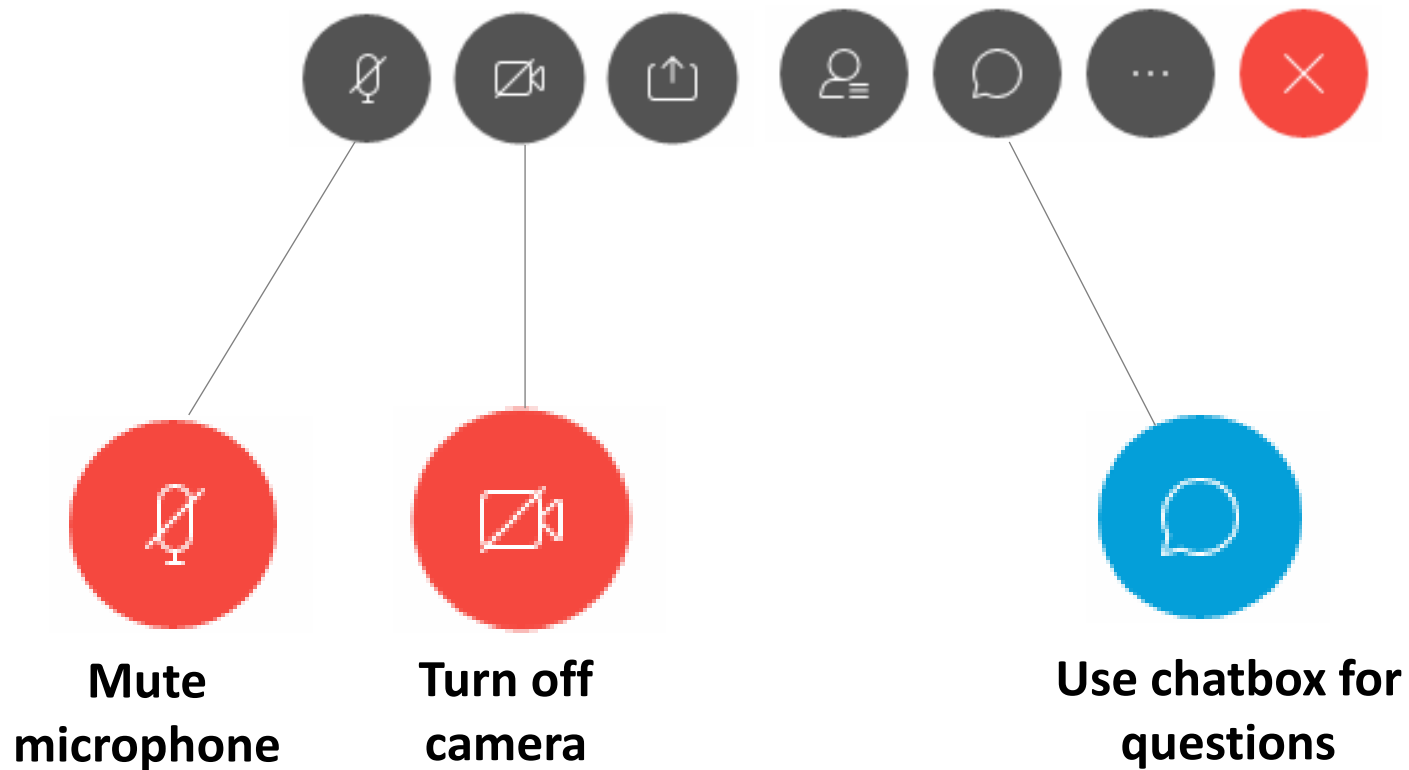 Mute
microphone
Turn off
camera
Use chatbox for
questions